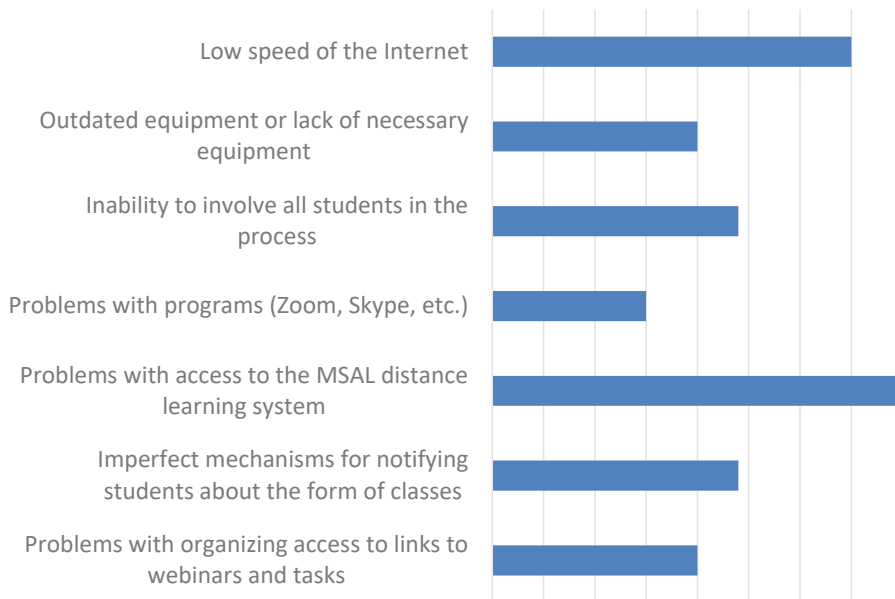 Low speed of the Internet
Outdated equipment or lack of necessary
equipment
Inability to involve all students in the
process
Problems with programs (Zoom, Skype, etc.)
Problems with access to the MSAL distance
learning system
Imperfect mechanisms for notifying
students about the form of classes
Problems with organizing access to links to
webinars and tasks